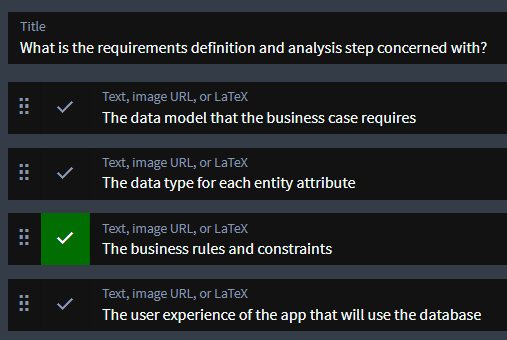 Title
What is the requirements definition and analysis step concerned with?
Text, image URL, or LaTeX
The data model that the business case requires
Text, image URL, or LaTeX
The data type for each entity attribute
Text, image URL, or LaTeX
The business rules and constraints
Text, image URL, or LaTeX
The user experience of the app that will use the database